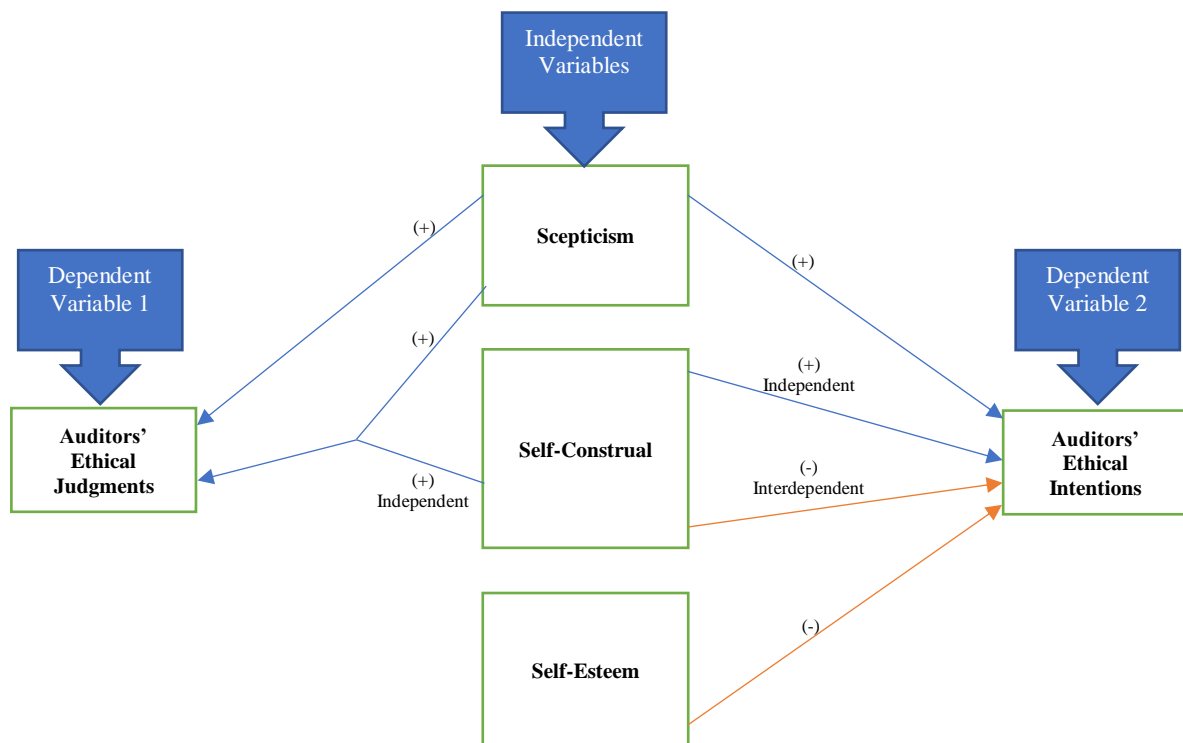 Independent
Variables
Scepticism
(+)
(+)
(+)
Dependent
Variable 1
Dependent
Variable 2
Auditors’
Ethical
Judgments
Self-Construal
(+)
Independent
(+)
Independent
(-)
Interdependent
Auditors’
Ethical
Intentions
Self-Esteem
(-)